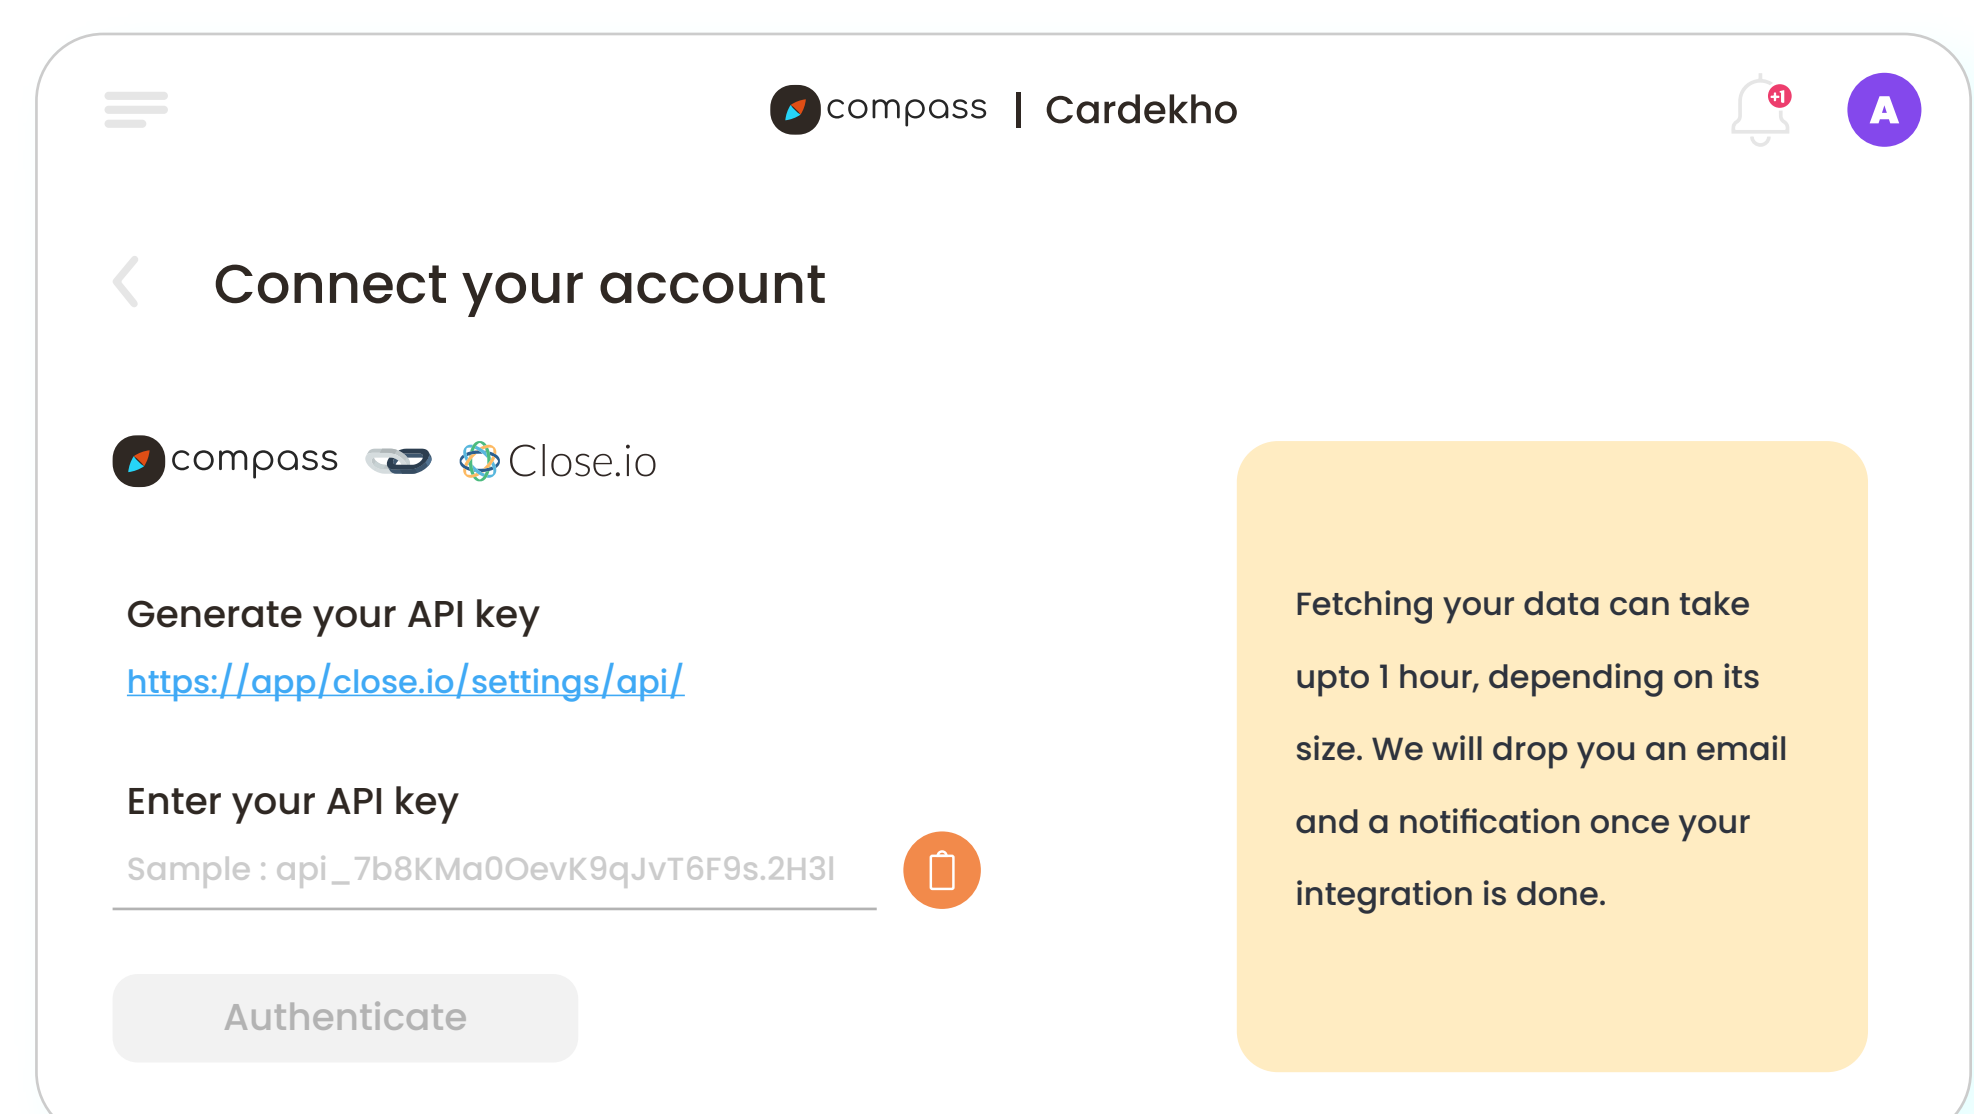 compass | Cardekho
+1
A
Connect your account
compass Close.io
Generate your API key
https://app/close.io/settings/api/
Enter your API key
Sample : api_7b8KMa0OevK9qJvT6F9s.2H3l
Authenticate
Fetching your data can take
upto 1 hour, depending on its
size. We will drop you an email
and a notification once your
integration is done.